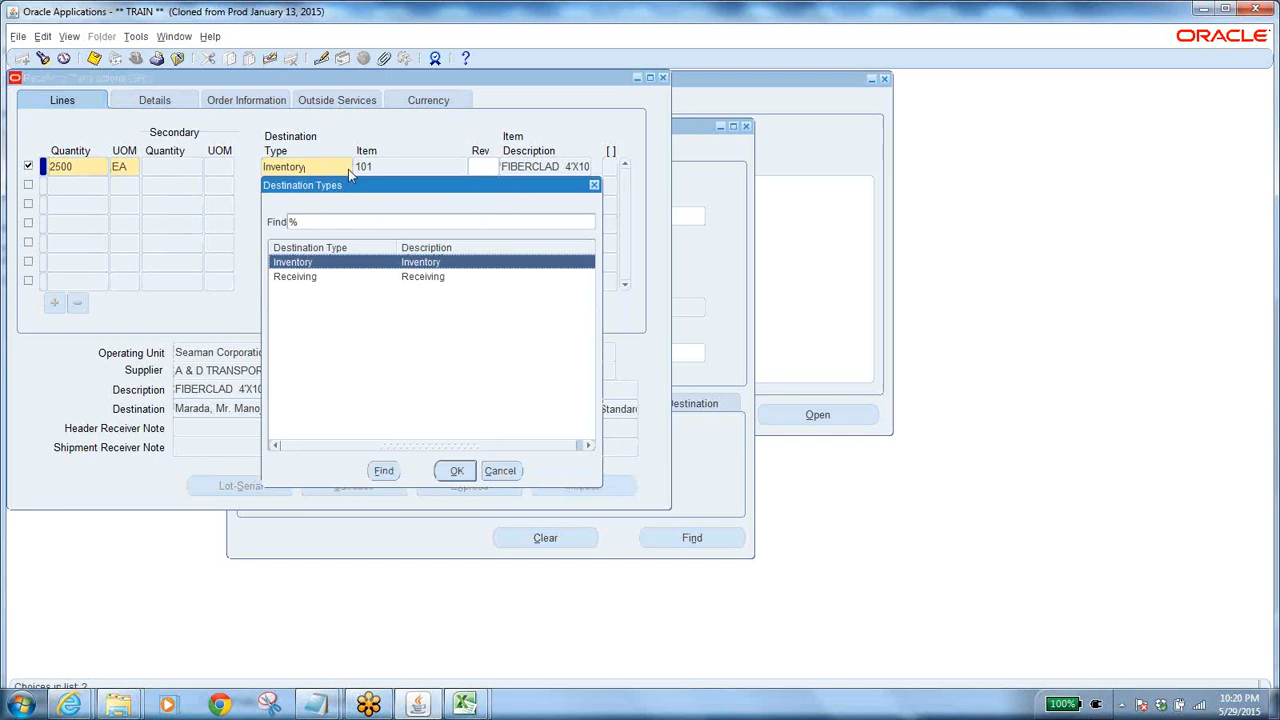 Oracle Applications - ** TRAIN ** (Cloned from Prod January 13, 2015)
File Edit View Folder Tools Window Help
ORACLE
Lines Details Order Information Outside Services Currency
Secondary
Destination
Item
Quantity UOM Quantity UOM Type Item Rev Description [ ]
2500 EA Inventory 101 FIBERCLAD 4'X10
Destination Types
Find %
Destination Type Description
Inventory Inventory
Receiving Receiving
Operating Unit Seaman Corporatio
Supplier A & D TRANSPOR
Description FIBERCLAD 4'X10
Destination Marada, Mr. Mano Standar
estination Open
Header Receiver Note
Shipment Receiver Note
Find OK Cancel
Lot-Seria
Clear Find
Choices in list: 2
100% 10:20 PM
5/29/2015